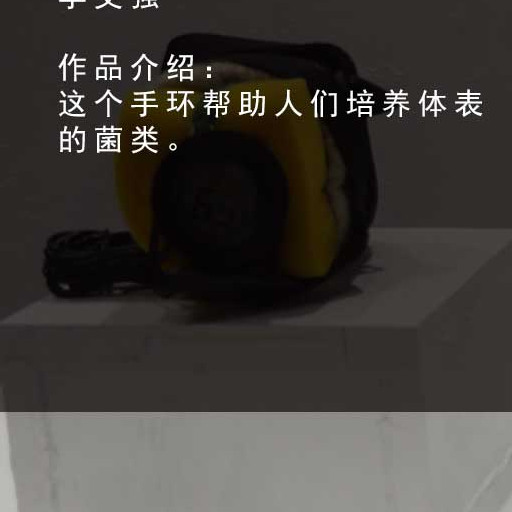 作品介绍：
这个手环帮助人们培养体表
的菌类。